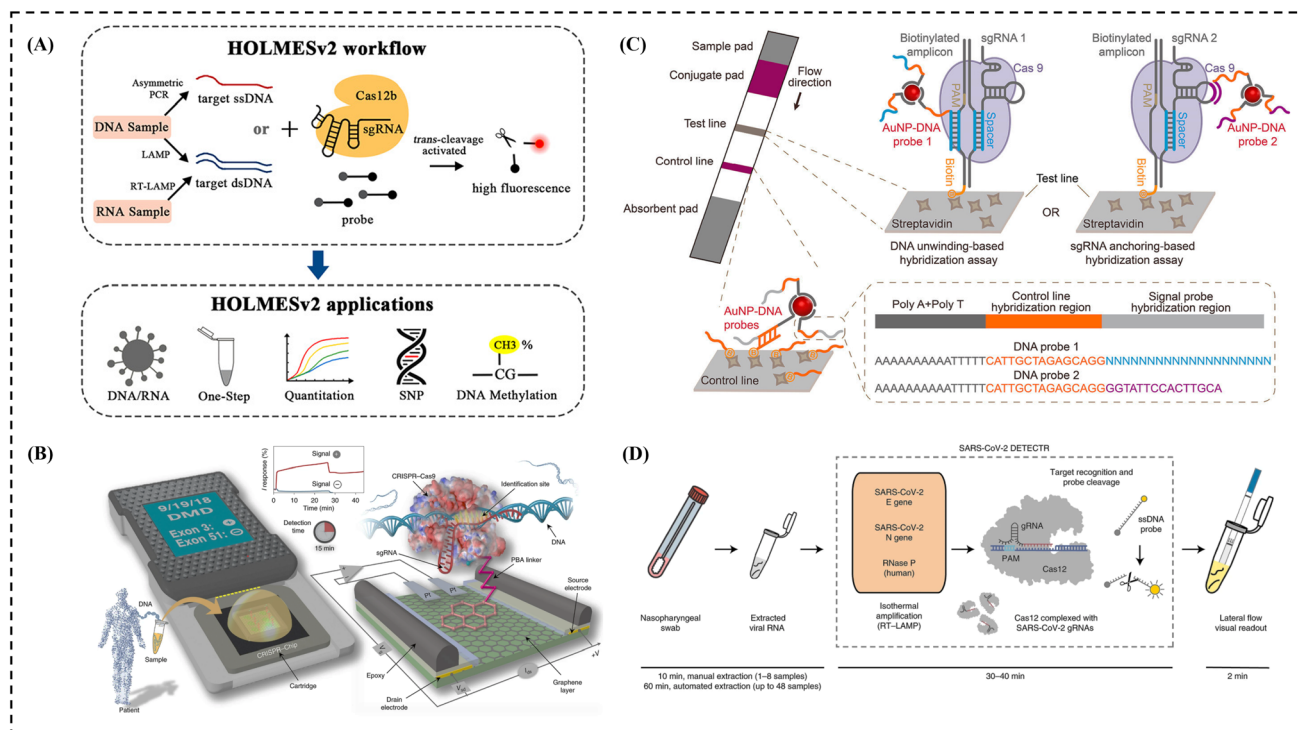 (A)
HOLMESv2 workflow
Asymmetric
PCR
target ssDNA
DNA Sample
LAMP
or
+
RT-LAMP
target dsDNA
RNA Sample
Cas12b
sgRNA
probe
trans-cleavage
activated
high fluorescence
HOLMESv2 applications
DNA/RNA
One-Step
Quantitation
SNP
CH3 %
CG
DNA Methylation
(B)
I response (%)
Signal +
Signal −
0
20
40
Time (min)
Detection
time
15 min
9/19/18
DMD
Exon 3: +
Exon 51: −
DNA
Sample
Patient
CRISPR-Chip
Cartridge
CRISPR–Cas9
Identification site
DNA
sgRNA
PBA linker
Source
electrode
Pt
Pt
Epoxy
Drain
electrode
Graphene
layer
+V
(C)
Sample pad
Conjugate pad
Flow
direction
Test line
Control line
Absorbent pad
Biotinylated
amplicon
sgRNA 1
Cas 9
PAM
Spacer
AuNP-DNA
probe 1
Biotin
Streptavidin
DNA unwinding-based
hybridization assay
Test line
OR
Biotinylated
amplicon
sgRNA 2
PAM
Spacer
AuNP-DNA
probe 2
Biotin
Streptavidin
sgRNA anchoring-based
hybridization assay
AuNP-DNA
probes
Control line
Poly A+Poly T
Control line
hybridization region
Signal probe
hybridization region
DNA probe 1
AAAAAAAAAATTTTTCATTGCTAGAGCAGGNNNNNNNNNNNNNNNNNNNN
DNA probe 2
AAAAAAAAAATTTTTCATTGCTAGAGCAGGGGTATTCCACTTGCA
(D)
SARS-CoV-2 DETECTR
Nasopharyngeal
swab
Extracted
viral RNA
SARS-CoV-2
E gene
SARS-CoV-2
N gene
RNase P
(human)
Isothermal
amplification
(RT–LAMP)
Target recognition and
probe cleavage
gRNA
PAM
Cas12
Cas12 complexed with
SARS-CoV-2 gRNAs
ssDNA
probe
Lateral flow
visual readout
10 min, manual extraction (1–8 samples)
60 min, automated extraction (up to 48 samples)
30–40 min
2 min